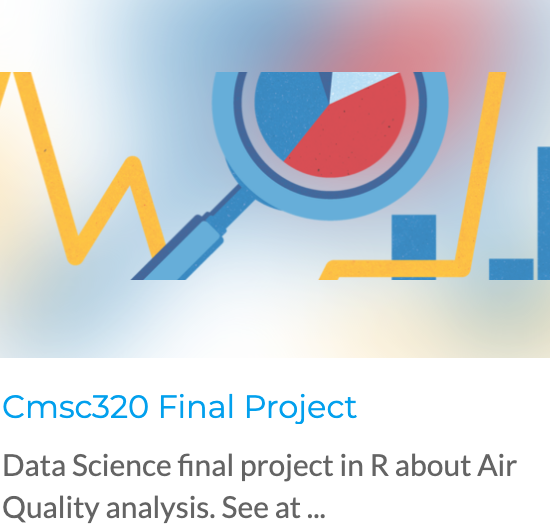 Cmsc320 Final Project
Data Science final project in R about Air
Quality analysis. See at ...